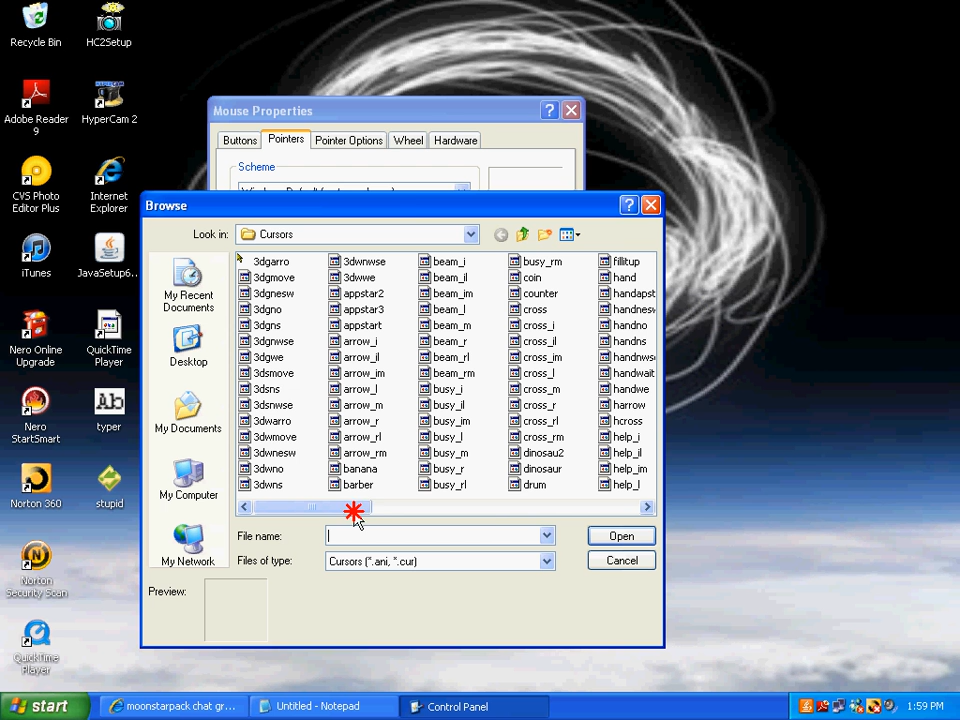 Recycle Bin
HC2Setup
Adobe Reader
9
HyperCam 2
CVS Photo
Editor Plus
Internet
Explorer
iTunes
JavaSetup6...
Nero Online
Upgrade
QuickTime
Player
Nero
StartSmart
typer
Norton 360
stupid
Norton
Security Scan
QuickTime
Player
Mouse Properties
Buttons
Pointers
Pointer Options
Wheel
Hardware
Scheme
Browse
Look in:
Cursors
My Recent
Documents
Desktop
My Documents
My Computer
My Network
3dgarro
3dgmove
3dgnesw
3dgno
3dgns
3dgnwse
3dgwe
3dsmove
3dsns
3dsnwse
3dwarro
3dwmove
3dwnesw
3dwno
3dwns
3dwnwse
3dwwe
appstar2
appstar3
appstart
arrow_i
arrow_il
arrow_im
arrow_l
arrow_m
arrow_r
arrow_rl
arrow_rm
banana
barber
beam_i
beam_il
beam_im
beam_l
beam_m
beam_r
beam_rl
beam_rm
busy_i
busy_il
busy_im
busy_l
busy_m
busy_r
busy_rl
busy_rm
coin
counter
cross
cross_i
cross_il
cross_im
cross_l
cross_m
cross_r
cross_rl
cross_rm
dinosau2
dinosaur
drum
fillitup
hand
handapst
handnesw
handno
handns
handnwse
handwait
handwe
harrow
hcross
help_i
help_il
help_im
help_l
File name:
Open
Files of type:
Cursors (*.ani, *.cur)
Cancel
Preview:
start
moonstarpack chat gr...
Untitled - Notepad
Control Panel
1:59 PM